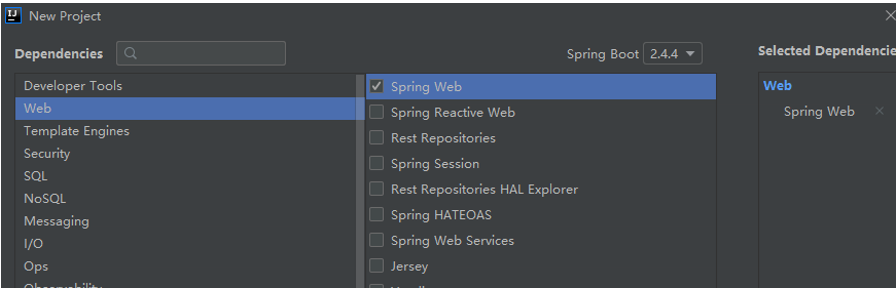 New Project
Dependencies
Spring Boot 2.4.4
Selected Dependencie
Developer Tools
Web
Template Engines
Security
SQL
NoSQL
Messaging
I/O
Ops
Spring Web
Spring Reactive Web
Rest Repositories
Spring Session
Rest Repositories HAL Explorer
Spring HATEOAS
Spring Web Services
Jersey
Web
Spring Web